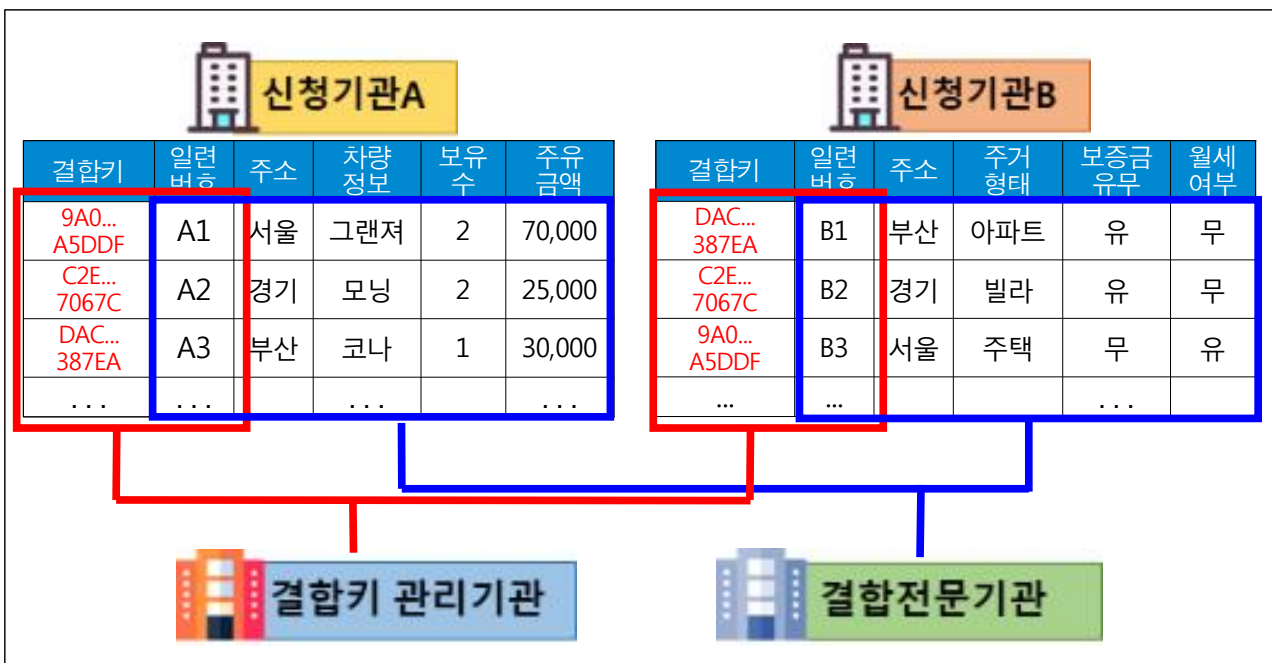 신청기관A
결합키 일련번호 주소 차량정보 보유수 주유금액
9A0...A5DDF A1 서울 그랜져 2 70,000
C2E...7067C A2 경기 모닝 2 25,000
DAC...387EA A3 부산 코나 1 30,000
. . . . . . . . . . . .
신청기관B
결합키 일련번호 주소 주거형태 보증금유무 월세여부
DAC...387EA B1 부산 아파트 유 무
C2E...7067C B2 경기 빌라 유 무
9A0...A5DDF B3 서울 주택 무 유
... ... . . .
결합키 관리기관
결합전문기관